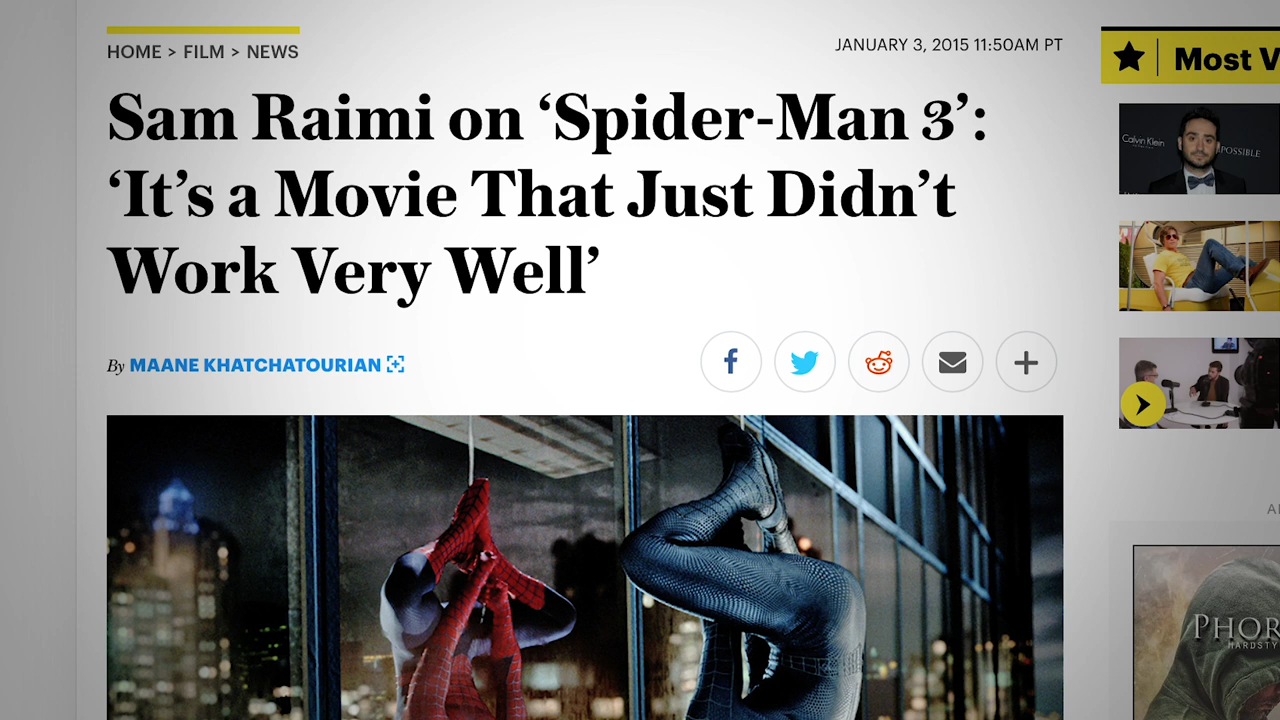 HOME > FILM > NEWS
JANUARY 3, 2015 11:50AM PT
Sam Raimi on ‘Spider-Man 3’:
‘It’s a Movie That Just Didn’t
Work Very Well’
By MAANE KHATCHATOURIAN
Most V
Calvin Klein
POSSIBLE
PHOR
HARDSTY